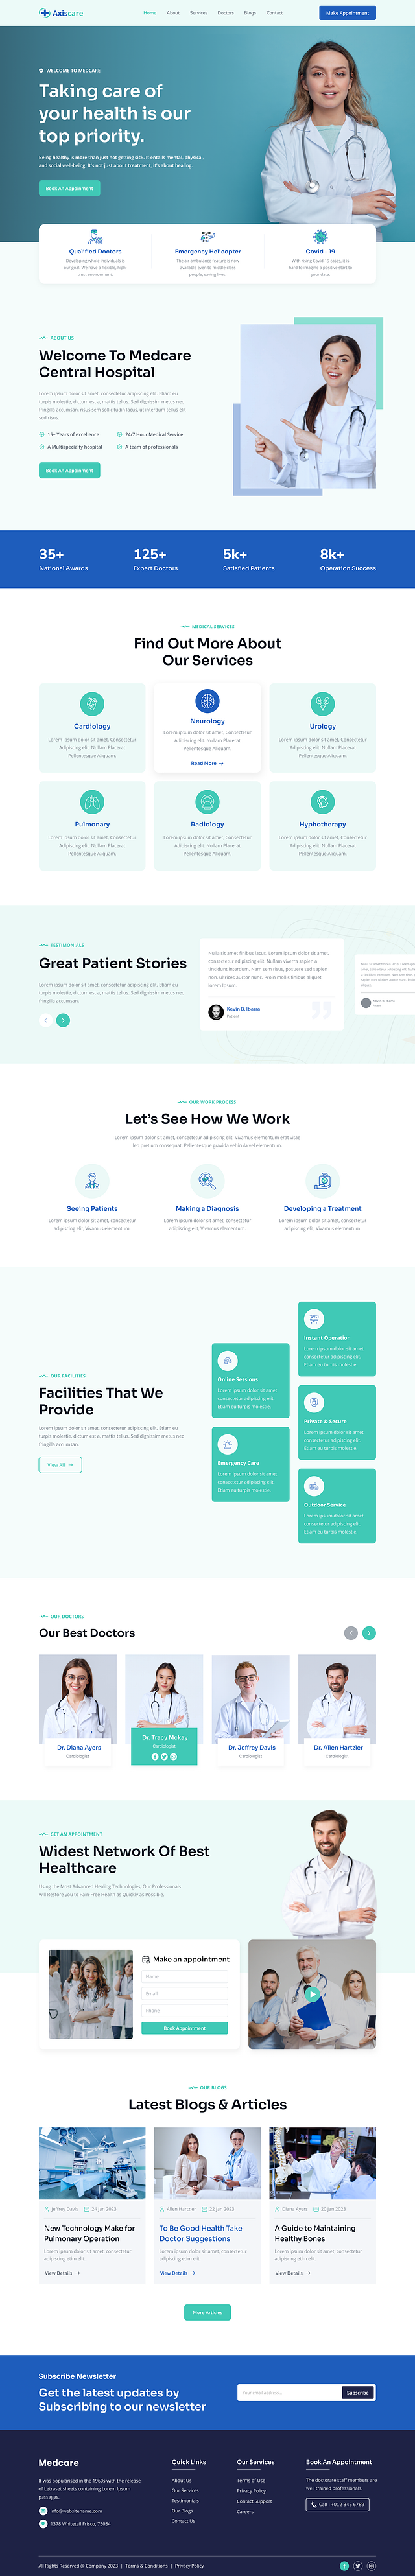 Axiscare
Home About Services Doctors Blogs Contact
Make Appointment
WELCOME TO MEDCARE
Taking care of
your health is our
top priority.
Being healthy is more than just not getting sick. It entails mental, physical,
and social well-being. It's not just about treatment, it's about healing.
Book An Appoinment
Qualified Doctors
Developing whole individuals is
our goal. We have a flexible, high-
trust environment.
Emergency Helicopter
The air ambulance feature is now
available even to middle class
people, saving lives.
Covid - 19
With rising Covid-19 cases, it is
hard to imagine a positive start to
your date.
ABOUT US
Welcome To Medcare
Central Hospital
Lorem ipsum dolor sit amet, consectetur adipiscing elit. Etiam eu
turpis molestie, dictum est a, mattis tellus. Sed dignissim metus nec
fringilla accumsan, risus sem sollicitudin lacus, ut interdum tellus elit
sed risus.
15+ Years of excellence
24/7 Hour Medical Service
A Multispecialty hospital
A team of professionals
Book An Appoinment
35+
National Awards
125+
Expert Doctors
5k+
Satisfied Patients
8k+
Operation Success
MEDICAL SERVICES
Find Out More About
Our Services
Cardiology
Lorem ipsum dolor sit amet, Consectetur
Adipiscing elit. Nullam Placerat
Pellentesque Aliquam.
Neurology
Lorem ipsum dolor sit amet, Consectetur
Adipiscing elit. Nullam Placerat
Pellentesque Aliquam.
Read More
Urology
Lorem ipsum dolor sit amet, Consectetur
Adipiscing elit. Nullam Placerat
Pellentesque Aliquam.
Pulmonary
Lorem ipsum dolor sit amet, Consectetur
Adipiscing elit. Nullam Placerat
Pellentesque Aliquam.
Radiology
Lorem ipsum dolor sit amet, Consectetur
Adipiscing elit. Nullam Placerat
Pellentesque Aliquam.
Hyphotherapy
Lorem ipsum dolor sit amet, Consectetur
Adipiscing elit. Nullam Placerat
Pellentesque Aliquam.
TESTIMONIALS
Great Patient Stories
Lorem ipsum dolor sit amet, consectetur adipiscing elit. Etiam eu
turpis molestie, dictum est a, mattis tellus. Sed dignissim metus nec
fringilla accumsan.
Nulla sit amet finibus lacus. Lorem ipsum dolor sit amet,
consectetur adipiscing elit. Nullam viverra sapien a
tincidunt interdum. Nam sem risus, posuere sed sapien
non, ultrices auctor nunc. Proin mollis finibus aliquet
lorem ipsum.
Kevin B. Ibarra
Patient
OUR WORK PROCESS
Let's See How We Work
Lorem ipsum dolor sit amet, consectetur adipiscing elit. Vivamus elementum erat vitae
leo pretium consequat. Pellentesque gravida vehicula vel elementum.
Seeing Patients
Lorem ipsum dolor sit amet, consectetur
adipiscing elit. Vivamus elementum.
Making a Diagnosis
Lorem ipsum dolor sit amet, consectetur
adipiscing elit. Vivamus elementum.
Developing a Treatment
Lorem ipsum dolor sit amet, consectetur
adipiscing elit. Vivamus elementum.
OUR FACILITIES
Facilities That We
Provide
Lorem ipsum dolor sit amet, consectetur adipiscing elit. Etiam eu
turpis molestie, dictum est a, mattis tellus. Sed dignissim metus nec
fringilla accumsan.
View All
Online Sessions
Lorem ipsum dolor sit amet
consectetur adipiscing elit.
Etiam eu turpis molestie.
Emergency Care
Lorem ipsum dolor sit amet
consectetur adipiscing elit.
Etiam eu turpis molestie.
Instant Operation
Lorem ipsum dolor sit amet
consectetur adipiscing elit.
Etiam eu turpis molestie.
Private & Secure
Lorem ipsum dolor sit amet
consectetur adipiscing elit.
Etiam eu turpis molestie.
Outdoor Service
Lorem ipsum dolor sit amet
consectetur adipiscing elit.
Etiam eu turpis molestie.
OUR DOCTORS
Our Best Doctors
Dr. Diana Ayers
Cardiologist
Dr. Tracy Mckay
Cardiologist
Dr. Jeffrey Davis
Cardiologist
Dr. Allen Hartzler
Cardiologist
GET AN APPOINTMENT
Widest Network Of Best
Healthcare
Using the Most Advanced Healing Technologies, Our Professionals
will Restore you to Pain-Free Health as Quickly as Possible.
Make an appointment
Name
Email
Phone
Book Appointment
OUR BLOGS
Latest Blogs & Articles
Jeffrey Davis 24 Jan 2023
New Technology Make for
Pulmonary Operation
Lorem ipsum dolor sit amet, consectetur
adipiscing etim elit.
View Details
Allen Hartzler 22 Jan 2023
To Be Good Health Take
Doctor Suggestions
Lorem ipsum dolor sit amet, consectetur
adipiscing etim elit.
View Details
Diana Ayers 20 Jan 2023
A Guide to Maintaining
Healthy Bones
Lorem ipsum dolor sit amet, consectetur
adipiscing etim elit.
View Details
More Articles
Subscribe Newsletter
Get the latest updates by
Subscribing to our newsletter
Your email address...
Subscribe
Medcare
It was popularised in the 1960s with the release
of Letraset sheets containing Lorem Ipsum
passages.
info@websitename.com
1378 Whitetail Frisco, 75034
Quick Links
About Us
Our Services
Testimonials
Our Blogs
Contact Us
Our Services
Terms of Use
Privacy Policy
Contact Support
Careers
Book An Appointment
The doctorate staff members are
well trained professionals.
Call : +012 345 6789
All Rights Reserved @ Company 2023 | Terms & Conditions | Privacy Policy